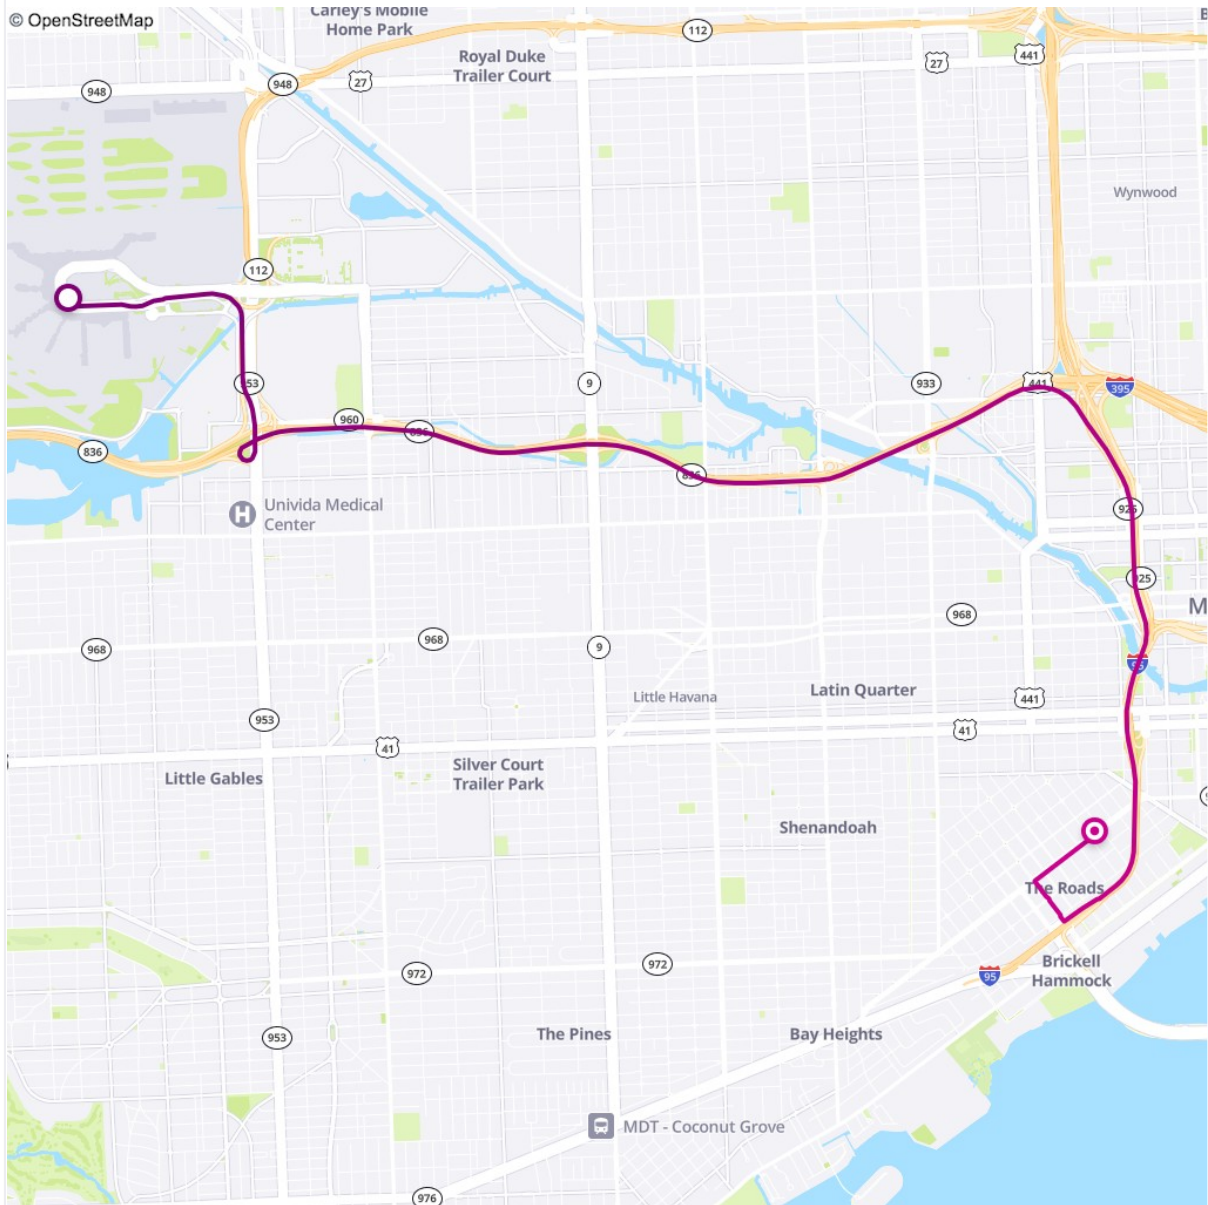 © OpenStreetMap
Carley's Mobile
Home Park
112
Royal Duke
Trailer Court
441
27
948
27
948
Wynwood
112
953
9
933
441
395
960
836
836
836
Univida Medical
Center
925
925
M
968
968
968
9
95
Little Havana
Latin Quarter
441
953
41
41
Little Gables
Silver Court
Trailer Park
Shenandoah
The Roads
972
972
95
Brickell
Hammock
953
The Pines
Bay Heights
MDT - Coconut Grove
976